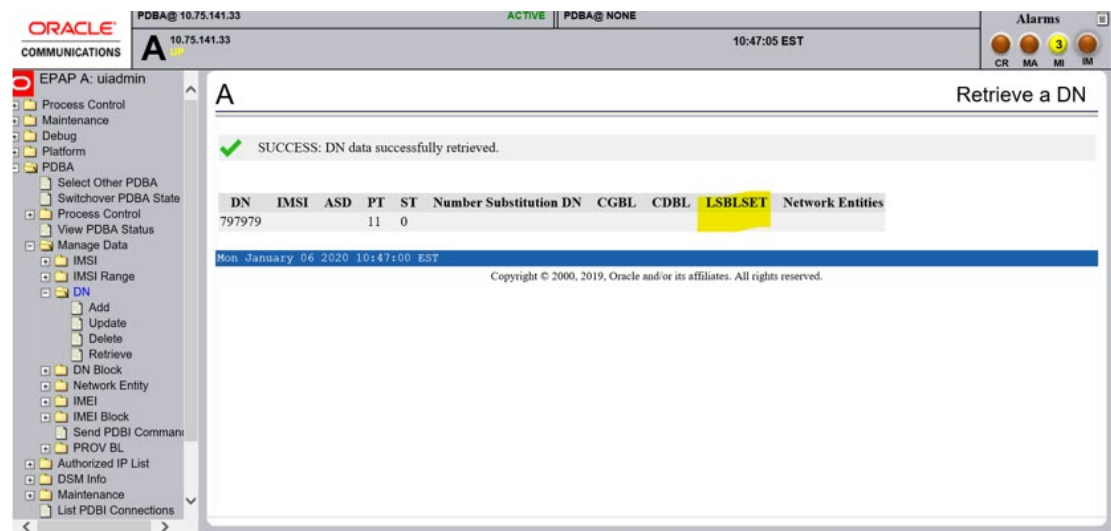 ORACLE
COMMUNICATIONS
PDBA@ 10.75.141.33
ACTIVE
PDBA@ NONE
A
10.75.141.33
UP
10:47:05 EST
Alarms
3
CR MA MI IM
EPAP A: uiadmin
Process Control
Maintenance
Debug
Platform
PDBA
Select Other PDBA
Switchover PDBA State
Process Control
View PDBA Status
Manage Data
IMSI
IMSI Range
DN
Add
Update
Delete
Retrieve
DN Block
Network Entity
IMEI
IMEI Block
Send PDBI Comman
PROV BL
Authorized IP List
DSM Info
Maintenance
List PDBI Connections
A
Retrieve a DN
SUCCESS: DN data successfully retrieved.
DN IMSI ASD PT ST Number Substitution DN CGBL CDBL LSBLSET Network Entities
797979 11 0
Mon January 06 2020 10:47:00 EST
Copyright © 2000, 2019, Oracle and/or its affiliates. All rights reserved.